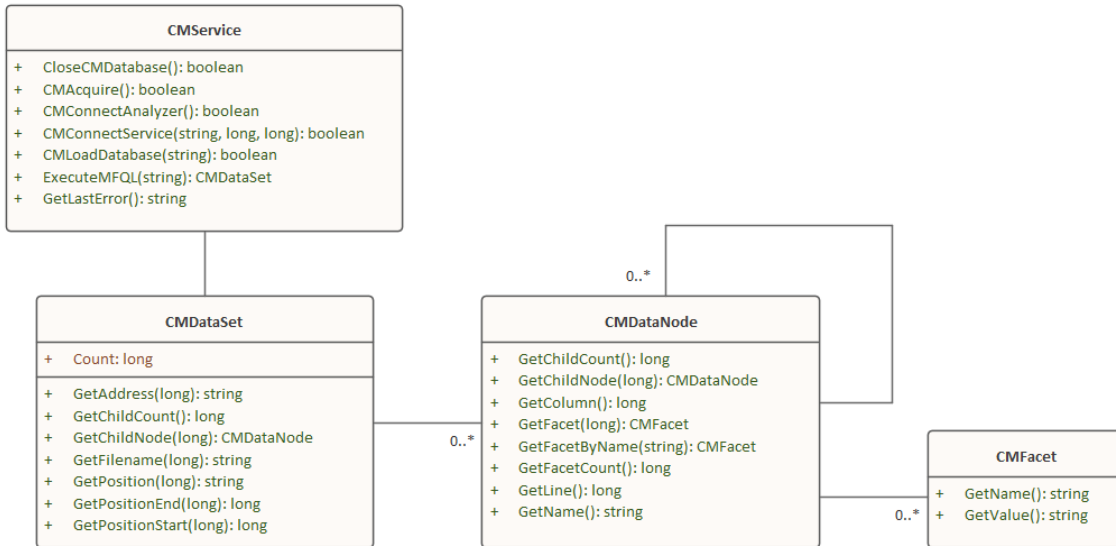 CMService
+ CloseCMDatabase(): boolean
+ CMAcquire(): boolean
+ CMConnectAnalyzer(): boolean
+ CMConnectService(string, long, long): boolean
+ CMLoadDatabase(string): boolean
+ ExecuteMFQL(string): CMDataSet
+ GetLastError(): string
0..*
CMDataSet
+ Count: long
+ GetAddress(long): string
+ GetChildCount(): long
+ GetChildNode(long): CMDataNode
+ GetFilename(long): string
+ GetPosition(long): string
+ GetPositionEnd(long): long
+ GetPositionStart(long): long
0..*
CMDataNode
+ GetChildCount(): long
+ GetChildNode(long): CMDataNode
+ GetColumn(): long
+ GetFacet(long): CMFacet
+ GetFacetByName(string): CMFacet
+ GetFacetCount(): long
+ GetLine(): long
+ GetName(): string
0..*
CMFacet
+ GetName(): string
+ GetValue(): string